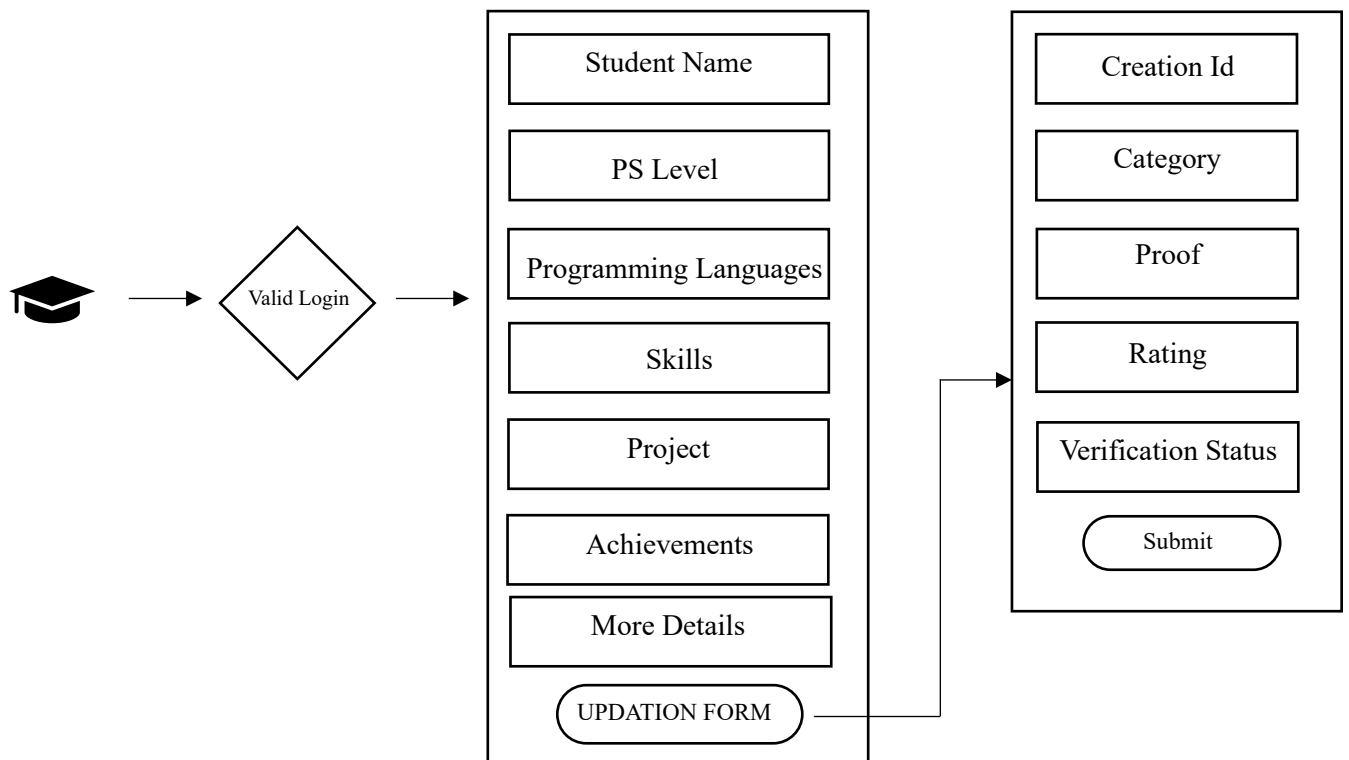 Valid Login
Student Name
PS Level
Programming Languages
Skills
Project
Achievements
More Details
UPDATION FORM
Creation Id
Category
Proof
Rating
Verification Status
Submit